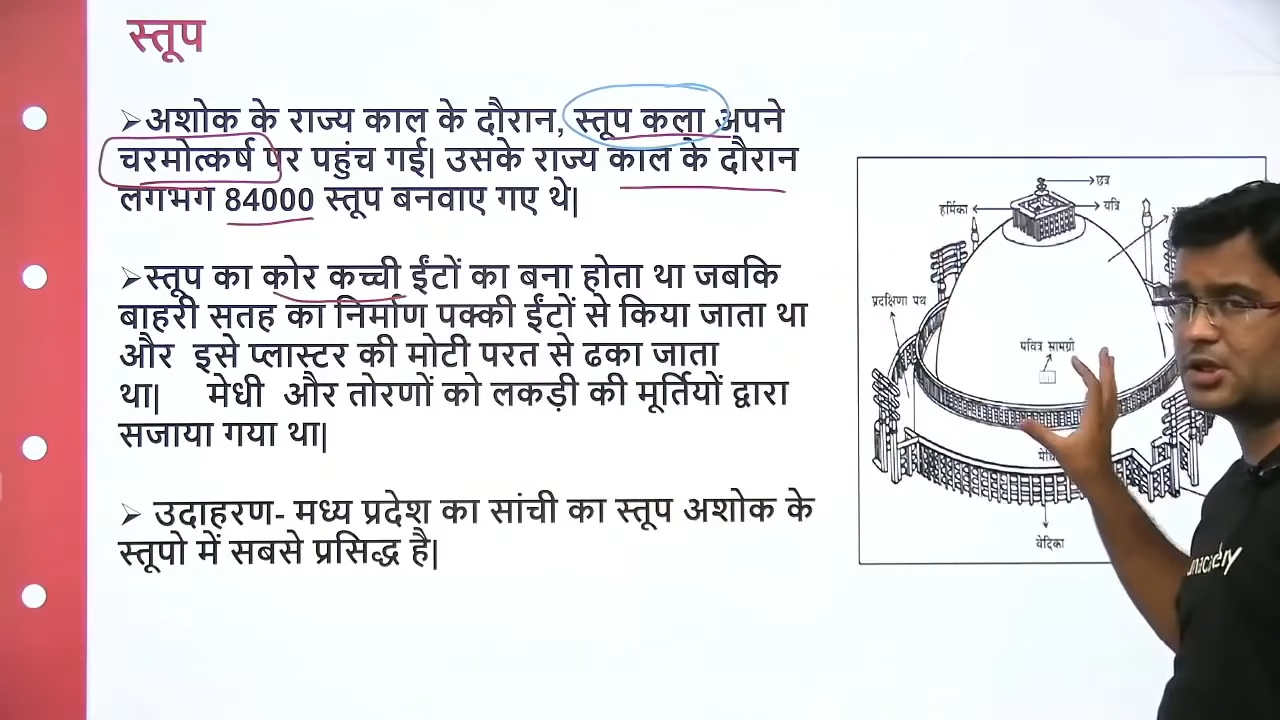 स्तूप
➢अशोक के राज्य काल के दौरान, स्तूप कला अपने
चरमोत्कर्ष पर पहुंच गई| उसके राज्य काल के दौरान
लगभग 84000 स्तूप बनवाए गए थे|
➢स्तूप का कोर कच्ची ईंटों का बना होता था जबकि
बाहरी सतह का निर्माण पक्की ईंटों से किया जाता था
और इसे प्लास्टर की मोटी परत से ढका जाता
था| मेधी और तोरणों को लकड़ी की मूर्तियों द्वारा
सजाया गया था|
➢ उदाहरण- मध्य प्रदेश का सांची का स्तूप अशोक के
स्तूपो में सबसे प्रसिद्ध है|
छत्र
हर्मिका
यत्रि
प्रदक्षिणा पथ
पवित्र सामग्री
वेदिका
unacademy